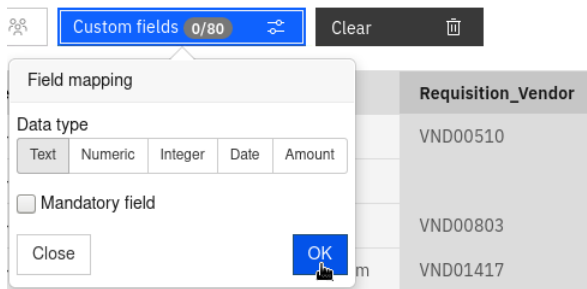 Custom fields 0/80
Clear
Field mapping
Requisition_Vendor
Data type
Text Numeric Integer Date Amount
VND00510
Mandatory field
VND00803
Close OK
m VND01417